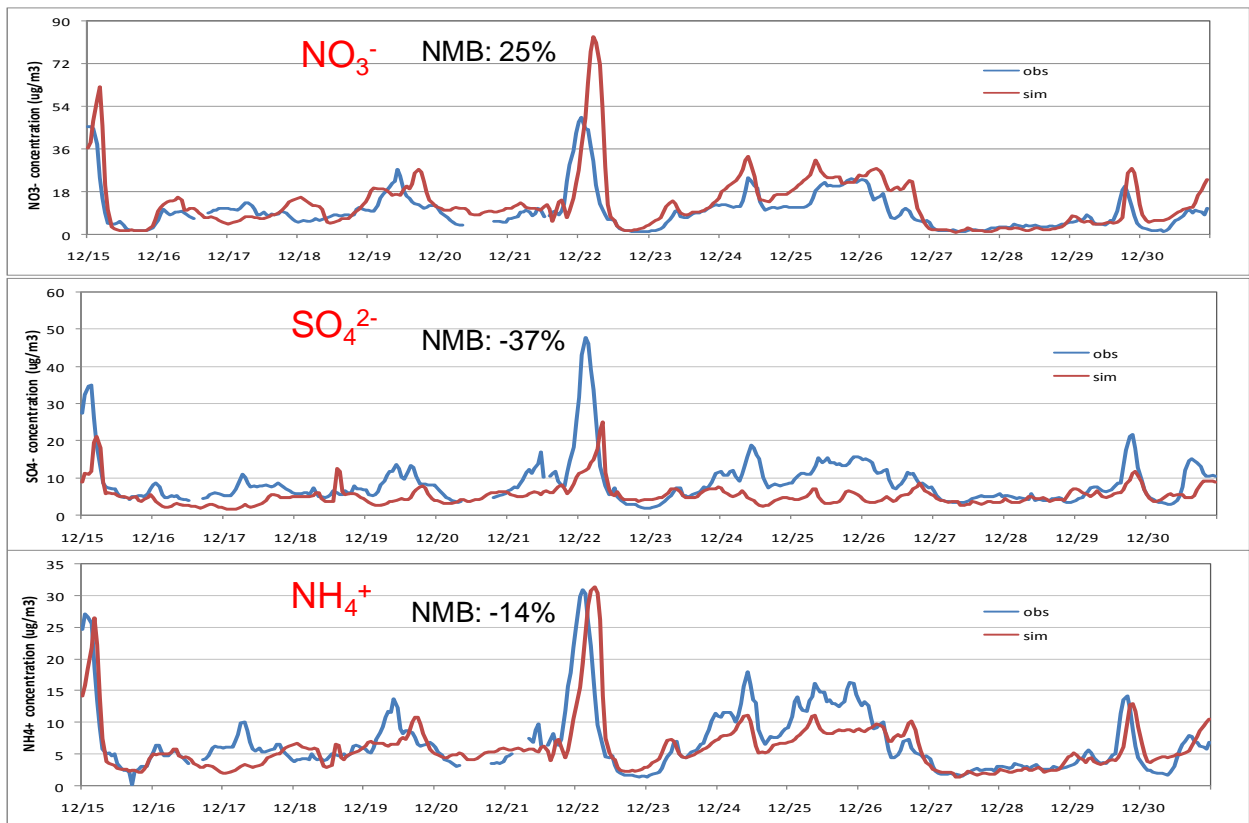 NO3- concentration (ug/m3)
90
72
54
36
18
0
NO₃⁻ NMB: 25%
obs
sim
12/15 12/16 12/17 12/18 12/19 12/20 12/21 12/22 12/23 12/24 12/25 12/26 12/27 12/28 12/29 12/30
SO4- concentration (ug/m3)
60
50
40
30
20
10
0
SO₄²⁻ NMB: -37%
obs
sim
12/15 12/16 12/17 12/18 12/19 12/20 12/21 12/22 12/23 12/24 12/25 12/26 12/27 12/28 12/29 12/30
NH4+ concentration (ug/m3)
35
30
25
20
15
10
5
0
NH₄⁺ NMB: -14%
obs
sim
12/15 12/16 12/17 12/18 12/19 12/20 12/21 12/22 12/23 12/24 12/25 12/26 12/27 12/28 12/29 12/30